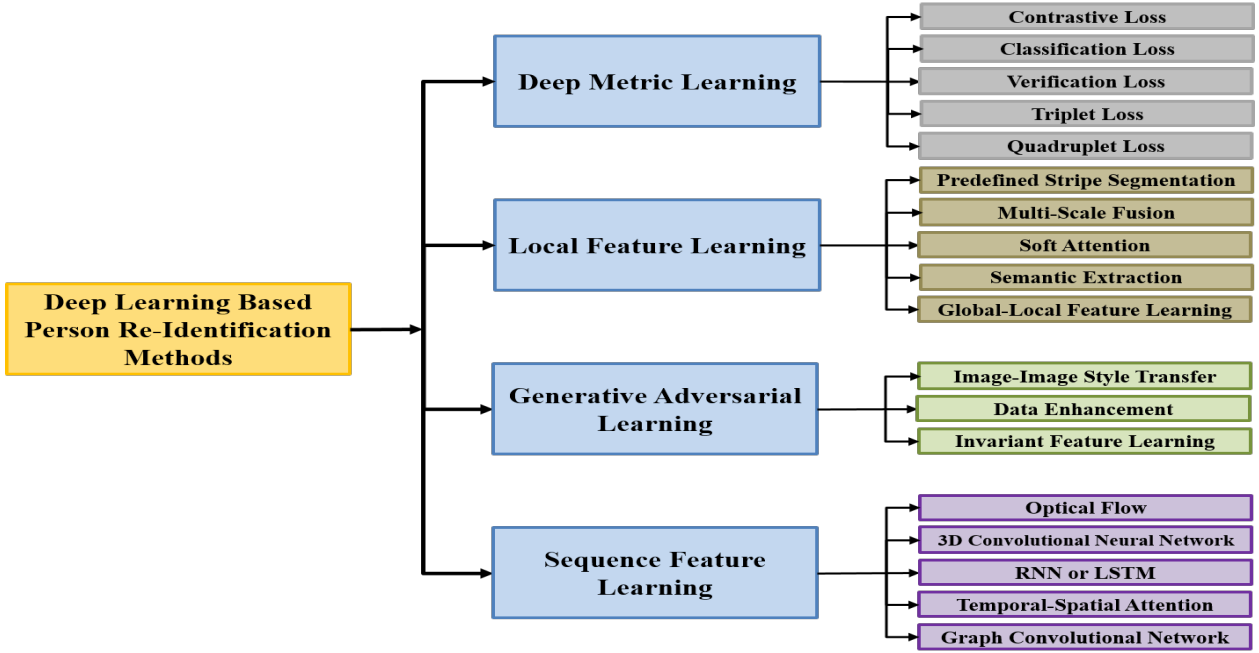 Deep Learning Based
Person Re-Identification
Methods
Deep Metric Learning
Contrastive Loss
Classification Loss
Verification Loss
Triplet Loss
Quadruplet Loss
Local Feature Learning
Predefined Stripe Segmentation
Multi-Scale Fusion
Soft Attention
Semantic Extraction
Global-Local Feature Learning
Generative Adversarial
Learning
Image-Image Style Transfer
Data Enhancement
Invariant Feature Learning
Sequence Feature
Learning
Optical Flow
3D Convolutional Neural Network
RNN or LSTM
Temporal-Spatial Attention
Graph Convolutional Network